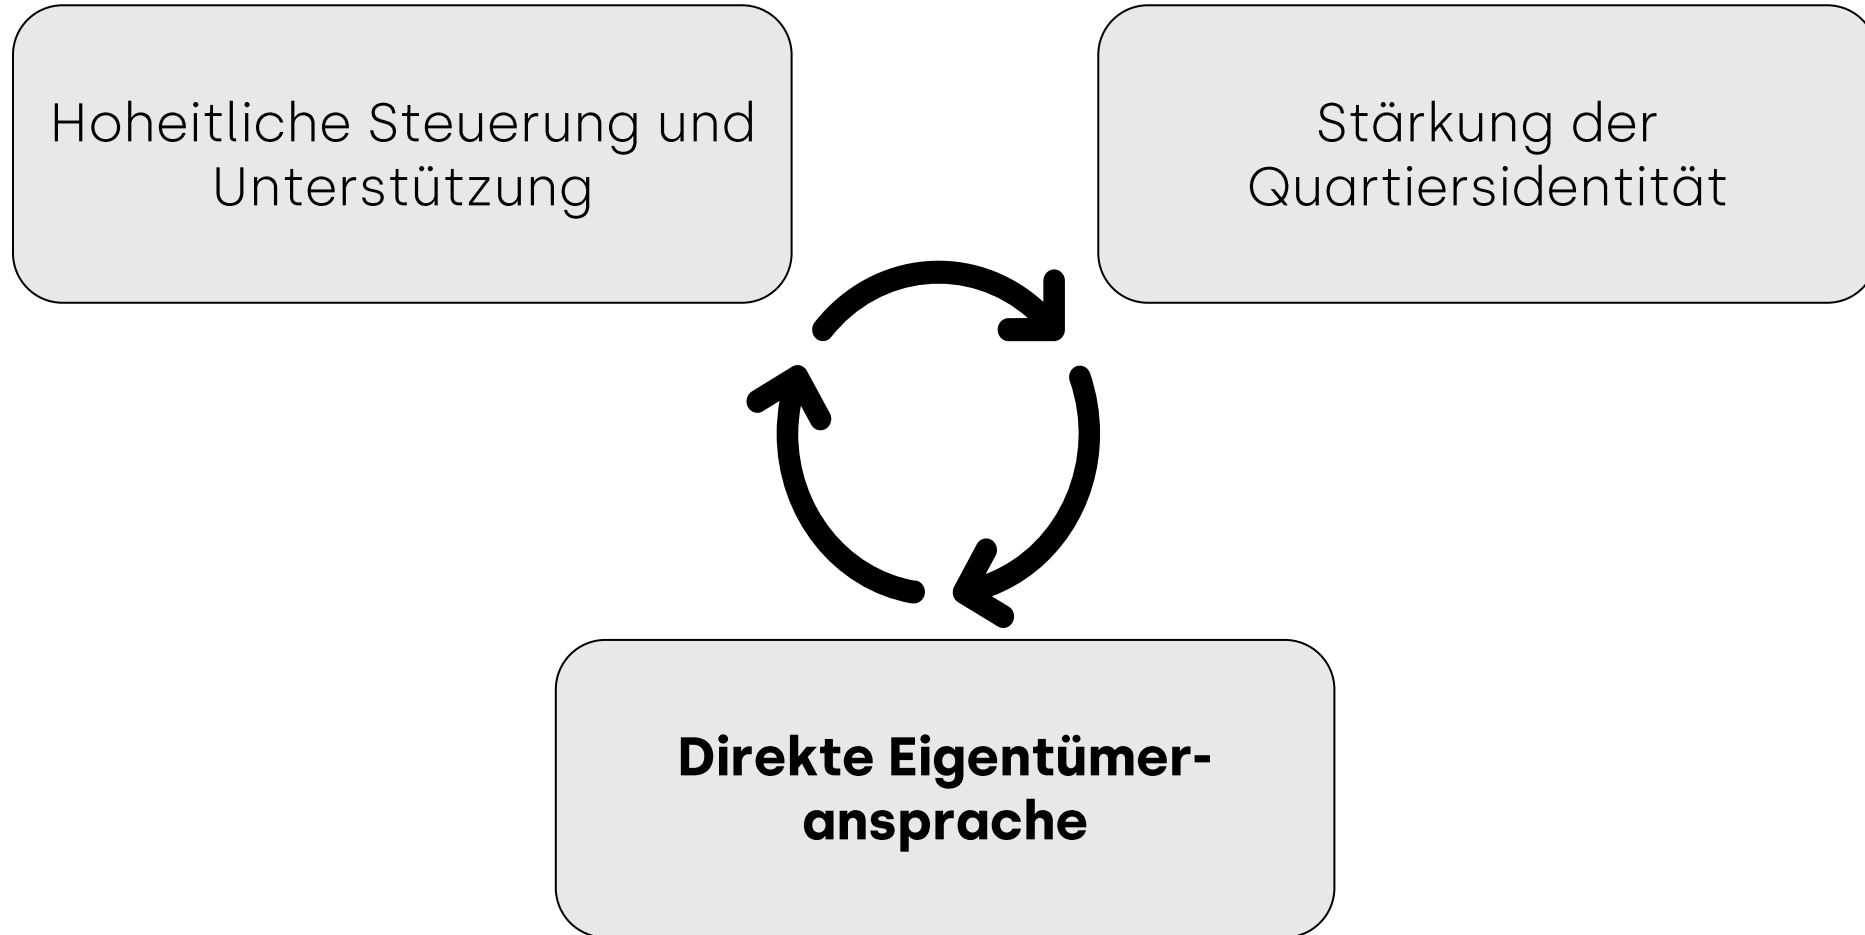 Hoheitliche Steuerung und
Unterstützung
Stärkung der
Quartiersidentität
Direkte Eigentümer-
ansprache